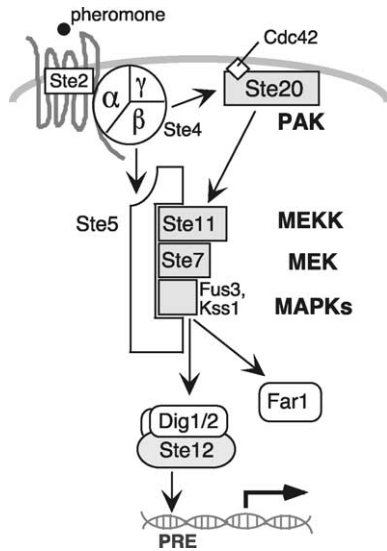 pheromone
Cdc42
Ste2
α
γ
β
Ste4
Ste20
PAK
Ste5
Ste11
MEKK
Ste7
MEK
Fus3,
Kss1
MAPKs
Far1
Dig1/2
Ste12
PRE